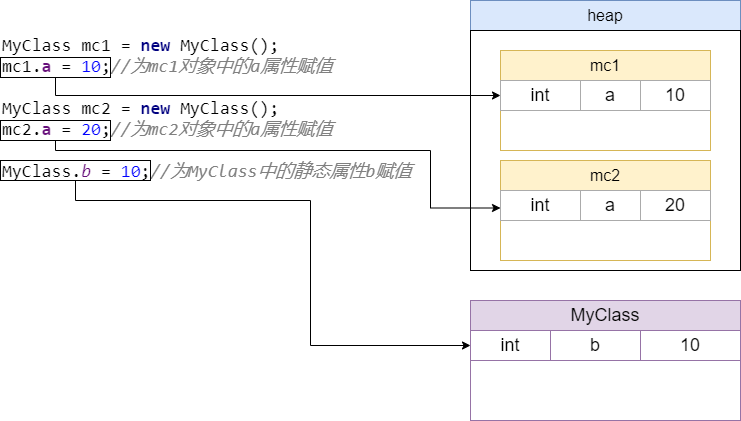 MyClass mc1 = new MyClass();
mc1.a = 10;//为mc1对象中的a属性赋值
MyClass mc2 = new MyClass();
mc2.a = 20;//为mc2对象中的a属性赋值
MyClass.b = 10;//为MyClass中的静态属性b赋值
heap
mc1
int a 10
mc2
int a 20
MyClass
int b 10